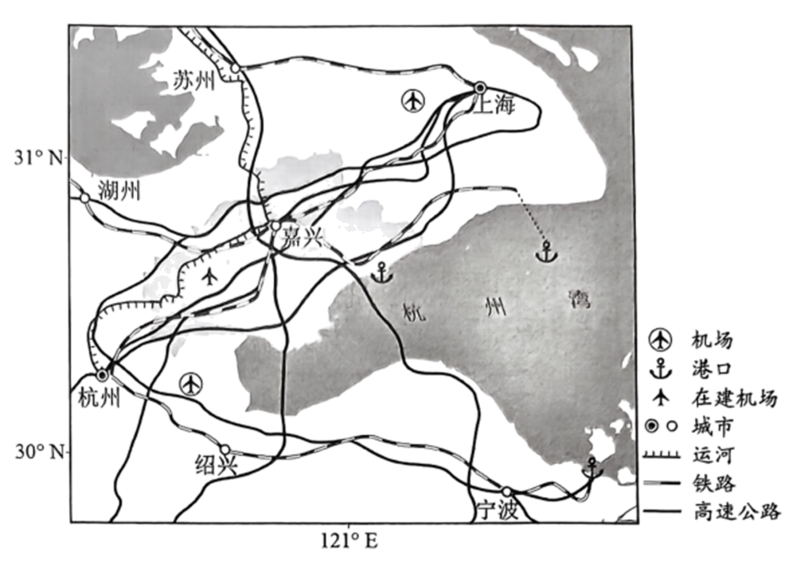 苏州
上海
31° N
湖州
嘉兴
杭州湾
机场
港口
杭州
在建机场
城市
30° N
绍兴
运河
铁路
宁波
高速公路
121° E